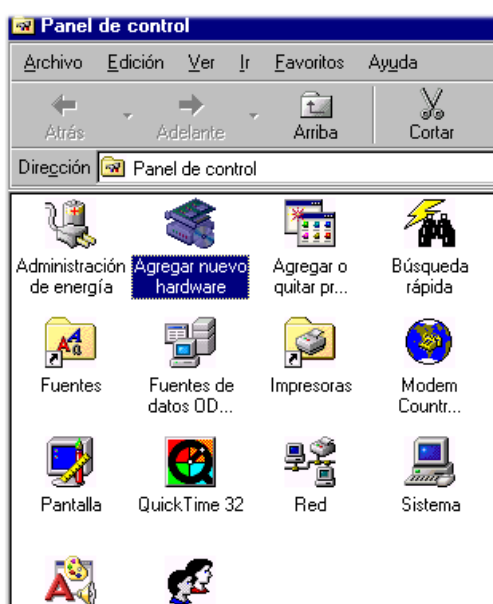 Panel de control
Archivo Edición Ver Ir Favoritos Ayuda
Atrás Adelante Arriba Cortar
Dirección Panel de control
Administración de energía
Agregar nuevo hardware
Agregar o quitar pr...
Búsqueda rápida
Fuentes
Fuentes de datos OD...
Impresoras
Modem Countr...
Pantalla
QuickTime 32
Red
Sistema